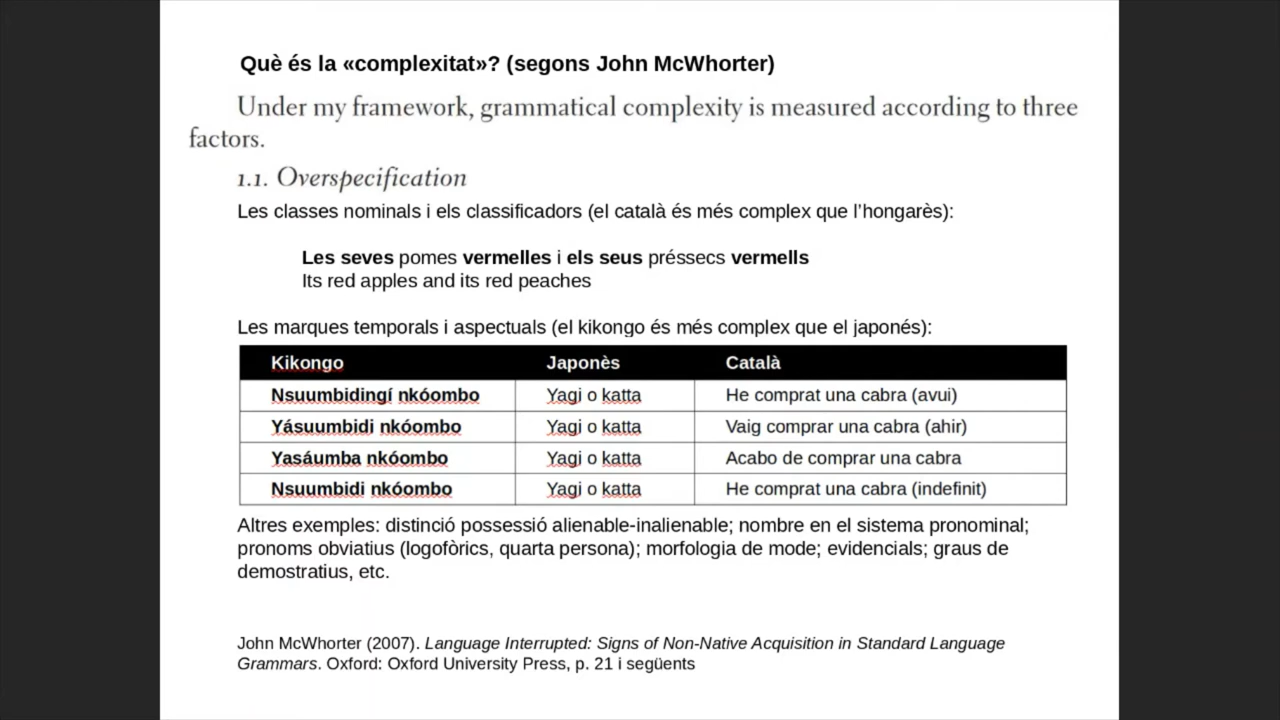 Què és la «complexitat»? (segons John McWhorter)
Under my framework, grammatical complexity is measured according to three
factors.
1.1. Overspecification
Les classes nominals i els classificadors (el català és més complex que l'hongarès):
Les seves pomes vermelles i els seus préssecs vermells
Its red apples and its red peaches
Les marques temporals i aspectuals (el kikongo és més complex que el japonés):
Kikongo Japonès Català
Nsuumbidingí nkóombo Yagi o katta He comprat una cabra (avui)
Yásuumbidi nkóombo Yagi o katta Vaig comprar una cabra (ahir)
Yasáumba nkóombo Yagi o katta Acabo de comprar una cabra
Nsuumbidi nkóombo Yagi o katta He comprat una cabra (indefinit)
Altres exemples: distinció possessió alienable-inalienable; nombre en el sistema pronominal;
pronoms obviatius (logofòrics, quarta persona); morfologia de mode; evidencials; graus de
demostratius, etc.
John McWhorter (2007). Language Interrupted: Signs of Non-Native Acquisition in Standard Language
Grammars. Oxford: Oxford University Press, p. 21 i següents